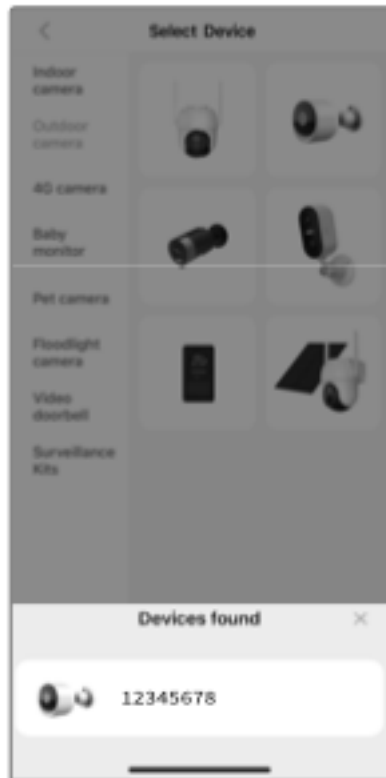 Select Device
Indoor
camera
Outdoor
camera
4G camera
Baby
monitor
Pet camera
Floodlight
camera
Video
doorbell
Surveillance
Kits
Devices found
12345678